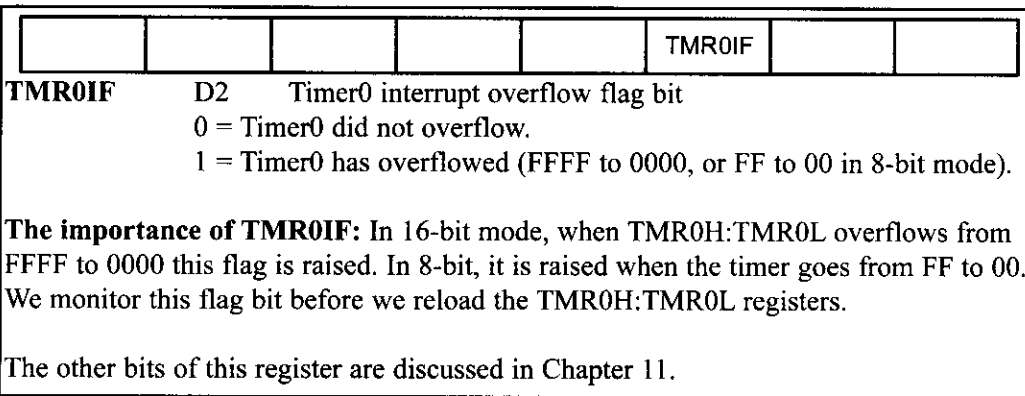 TMR0IF
TMR0IF D2 Timer0 interrupt overflow flag bit
0 = Timer0 did not overflow.
1 = Timer0 has overflowed (FFFF to 0000, or FF to 00 in 8-bit mode).
The importance of TMR0IF: In 16-bit mode, when TMR0H:TMR0L overflows from
FFFF to 0000 this flag is raised. In 8-bit, it is raised when the timer goes from FF to 00.
We monitor this flag bit before we reload the TMR0H:TMR0L registers.
The other bits of this register are discussed in Chapter 11.